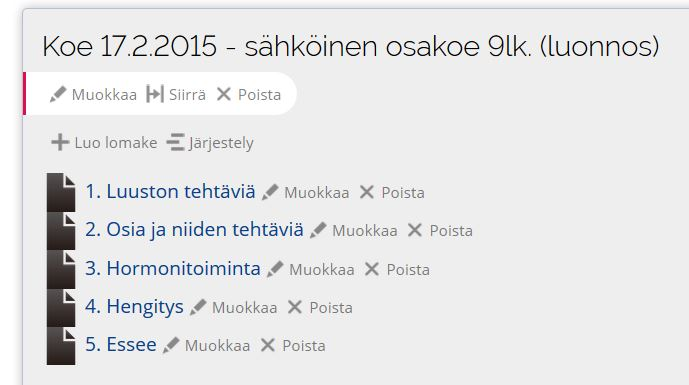 Koe 17.2.2015 - sähköinen osakoe 9lk. (luonnos)
Muokkaa Siirrä Poista
Luo lomake Järjestely
1. Luuston tehtäviä Muokkaa Poista
2. Osia ja niiden tehtäviä Muokkaa Poista
3. Hormonitoiminta Muokkaa Poista
4. Hengitys Muokkaa Poista
5. Essee Muokkaa Poista